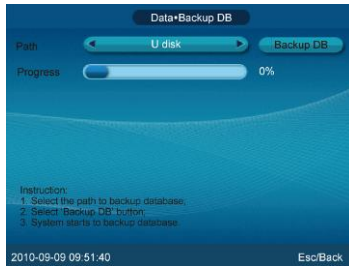 Data•Backup DB
Path U disk Backup DB
Progress 0%
Instruction:
1. Select the path to backup database;
2. Select 'Backup DB' button;
3. System starts to backup database.
2010-09-09 09:51:40 Esc/Back